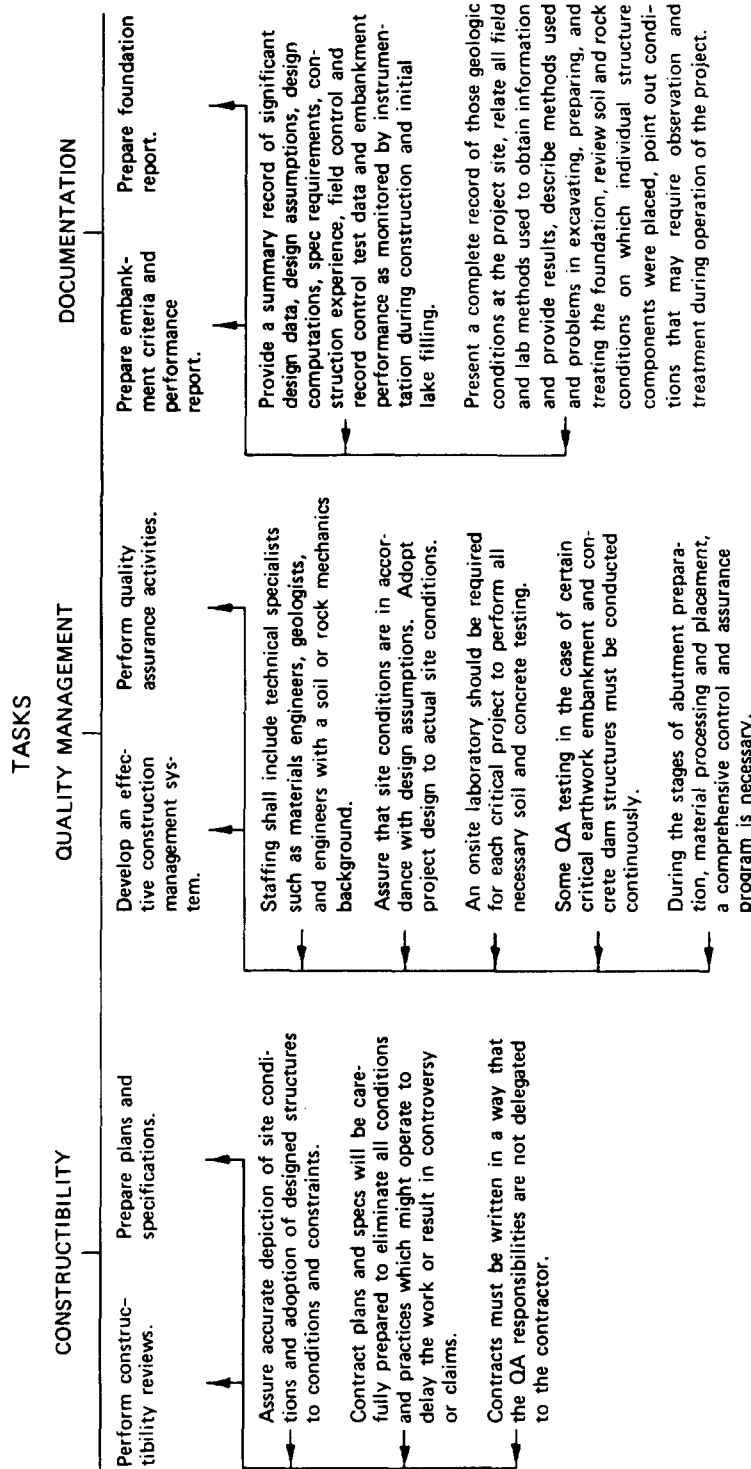 TASKS
CONSTRUCTIBILITY
Perform construc-
tibility reviews.
Prepare plans and
specifications.
Assure accurate depiction of site condi-
tions and adoption of designed structures
to conditions and constraints.
Contract plans and specs will be care-
fully prepared to eliminate all conditions
and practices which might operate to
delay the work or result in controversy
or claims.
Contracts must be written in a way that
the QA responsibilities are not delegated
to the contractor.
QUALITY MANAGEMENT
Develop an effec-
tive construction
management sys-
tem.
Perform quality
assurance activities.
Staffing shall include technical specialists
such as materials engineers, geologists,
and engineers with a soil or rock mechanics
background.
Assure that site conditions are in accor-
dance with design assumptions. Adopt
project design to actual site conditions.
An onsite laboratory should be required
for each critical project to perform all
necessary soil and concrete testing.
Some QA testing in the case of certain
critical earthwork embankment and con-
crete dam structures must be conducted
continuously.
During the stages of abutment prepara-
tion, material processing and placement,
a comprehensive control and assurance
program is necessary.
DOCUMENTATION
Prepare embank-
ment criteria and
performance
report.
Prepare foundation
report.
Provide a summary record of significant
design data, design assumptions, design
computations, spec requirements, con-
struction experience, field control and
record control test data and embankment
performance as monitored by instrumen-
tation during construction and initial
lake filling.
Present a complete record of those geologic
conditions at the project site, relate all field
and lab methods used to obtain information
and provide results, describe methods used
and problems in excavating, preparing, and
treating the foundation, review soil and rock
conditions on which individual structure
components were placed, point out condi-
tions that may require observation and
treatment during operation of the project.